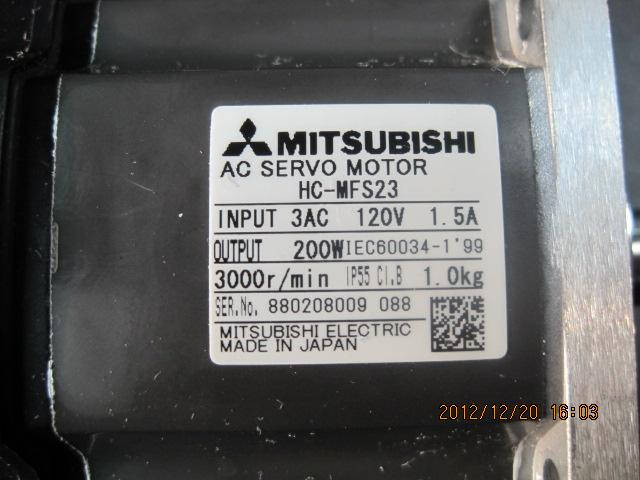 MITSUBISHI
AC SERVO MOTOR
HC-MFS23
INPUT 3AC 120V 1.5A
OUTPUT 200W IEC60034-1'99
3000r/min IP55 CI.B 1.0kg
SER.No. 880208009 088
MITSUBISHI ELECTRIC
MADE IN JAPAN
2012/12/20 16:03